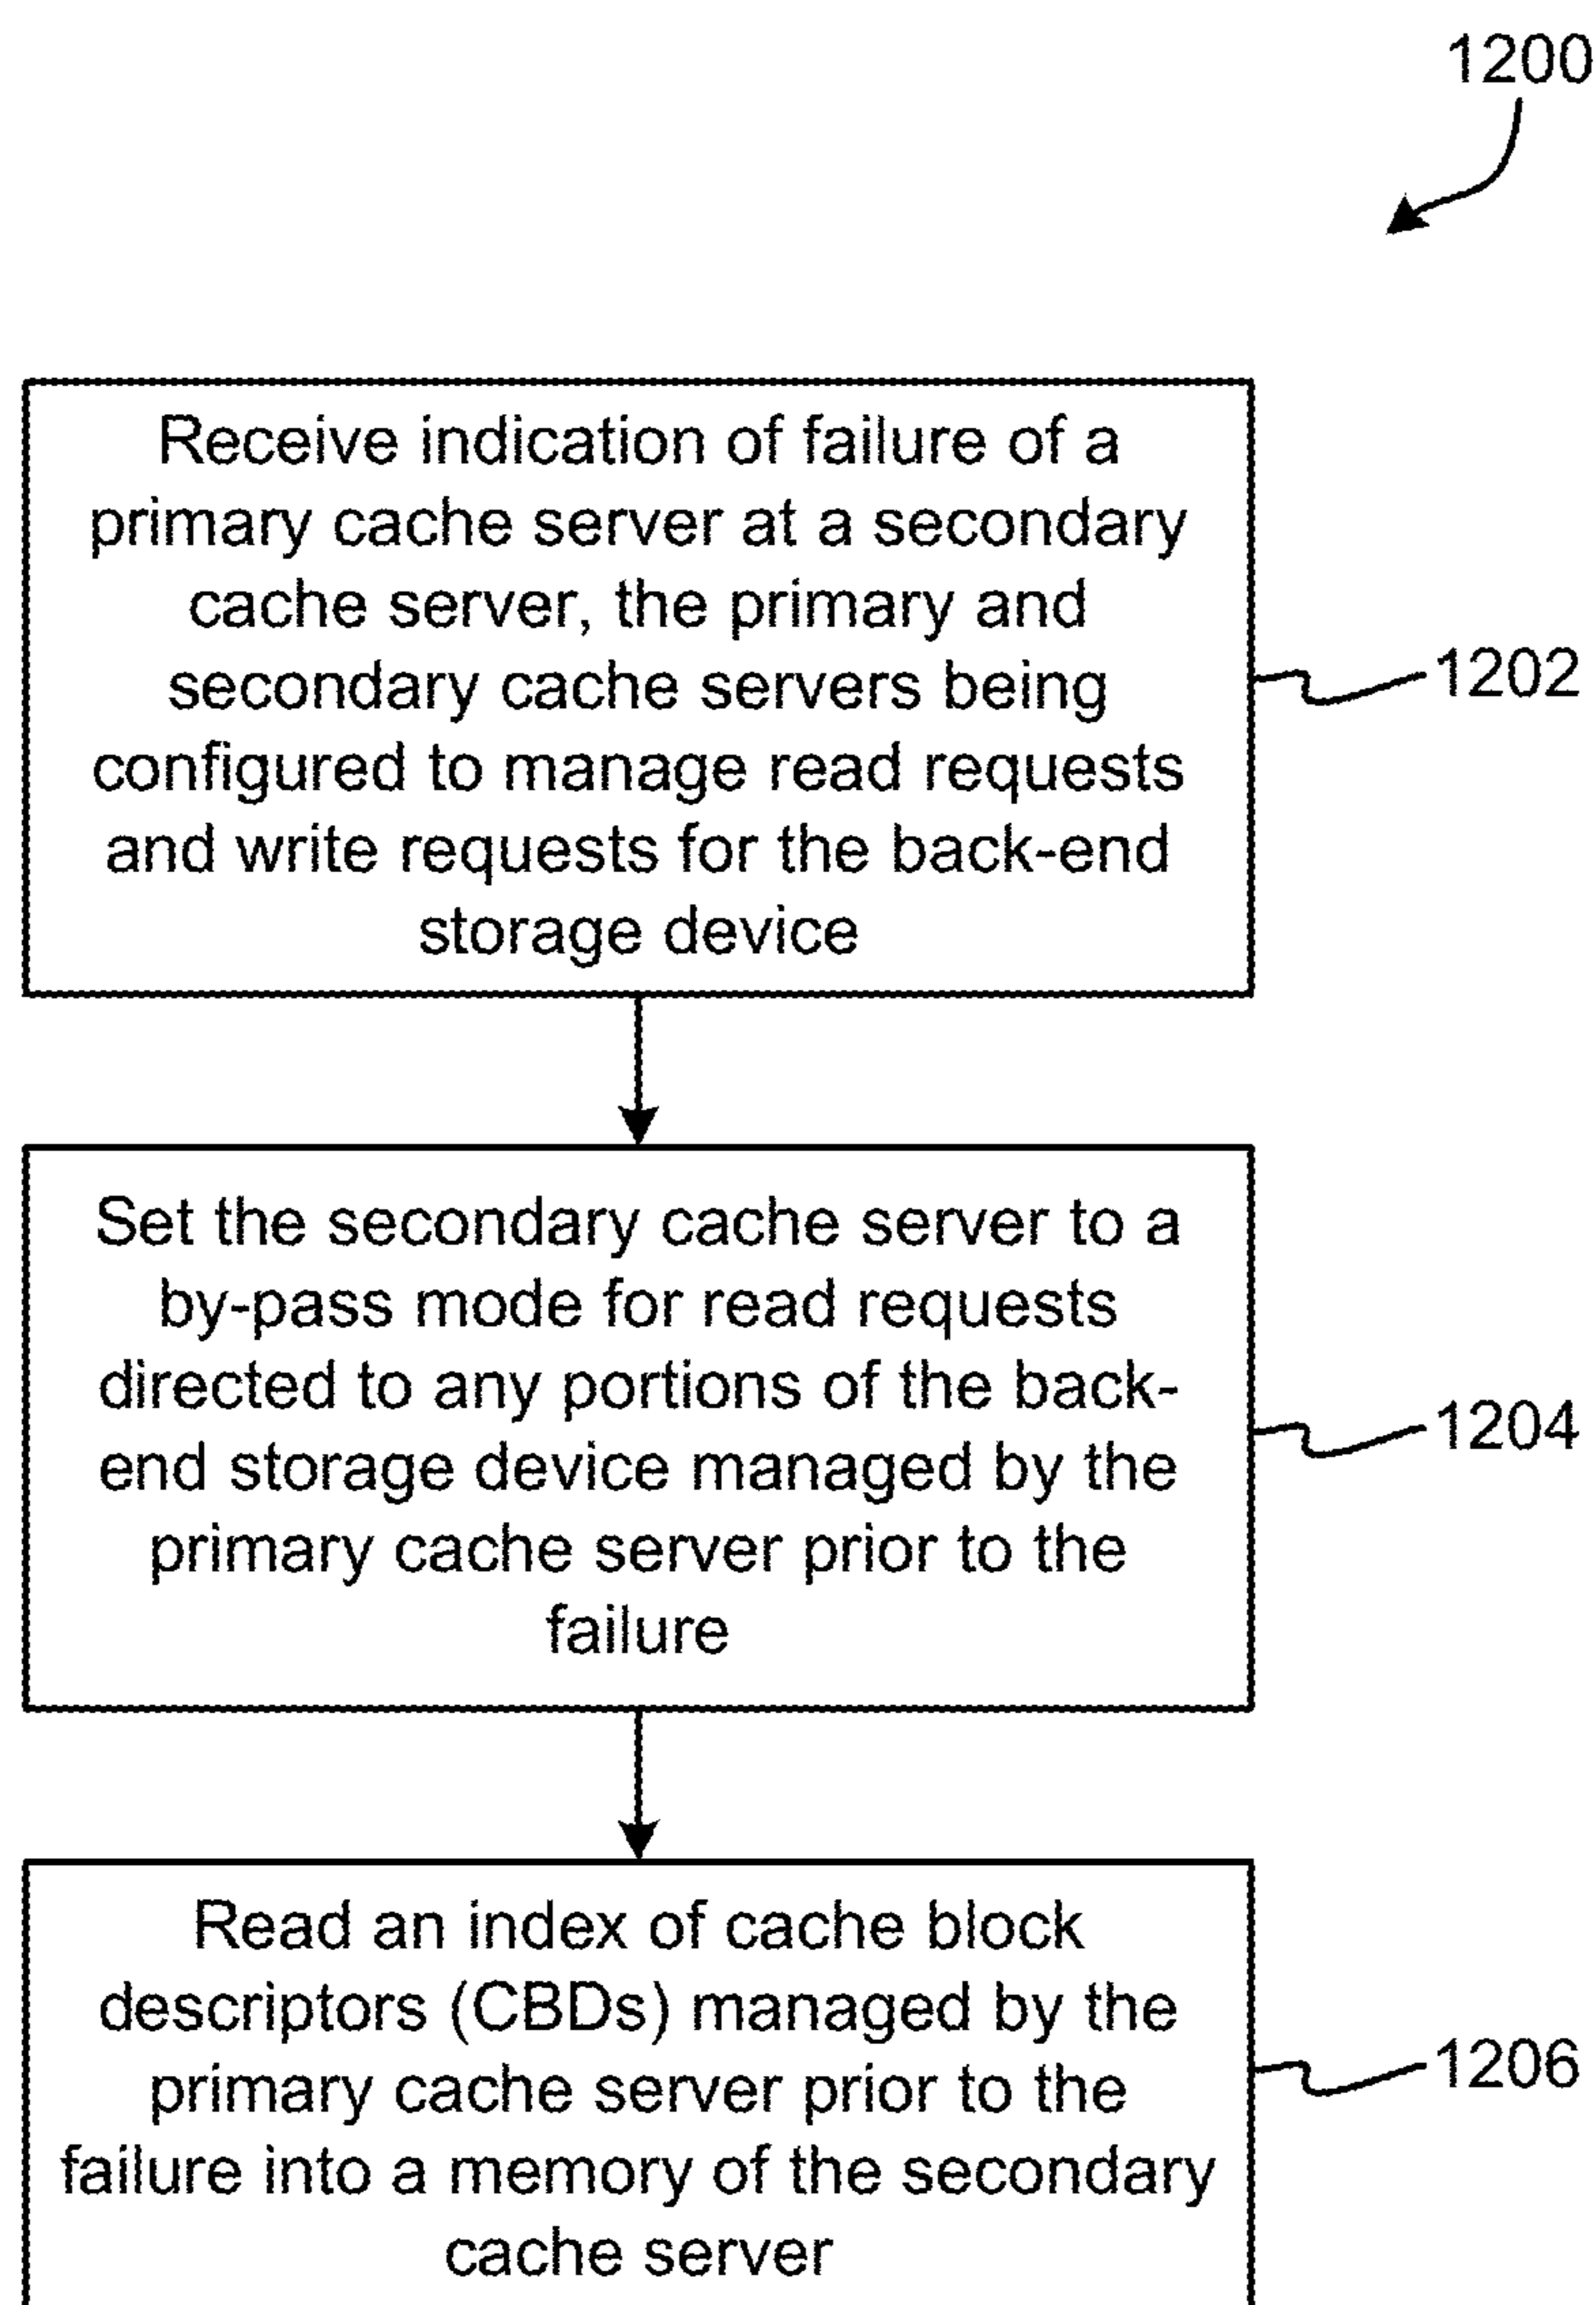 1200
Receive indication of failure of a
primary cache server at a secondary
cache server, the primary and
secondary cache servers being
configured to manage read requests
and write requests for the back-end
storage device
1202
Set the secondary cache server to a
by-pass mode for read requests
directed to any portions of the back-
end storage device managed by the
primary cache server prior to the
failure
1204
Read an index of cache block
descriptors (CBDs) managed by the
primary cache server prior to the
failure into a memory of the secondary
cache server
1206